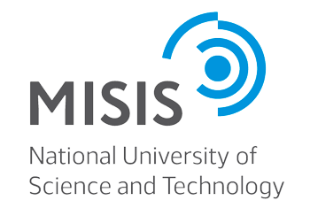 MISIS
National University of
Science and Technology